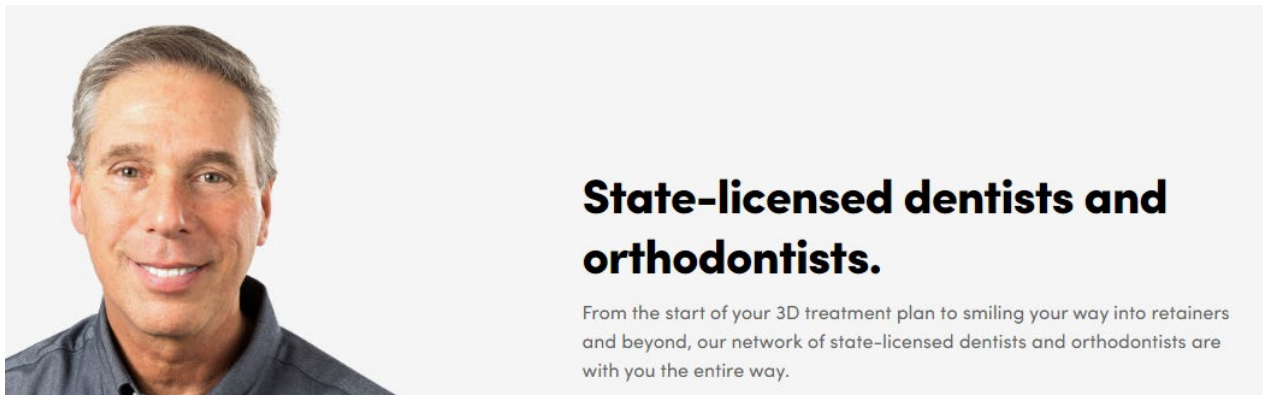 State-licensed dentists and
orthodontists.
From the start of your 3D treatment plan to smiling your way into retainers
and beyond, our network of state-licensed dentists and orthodontists are
with you the entire way.